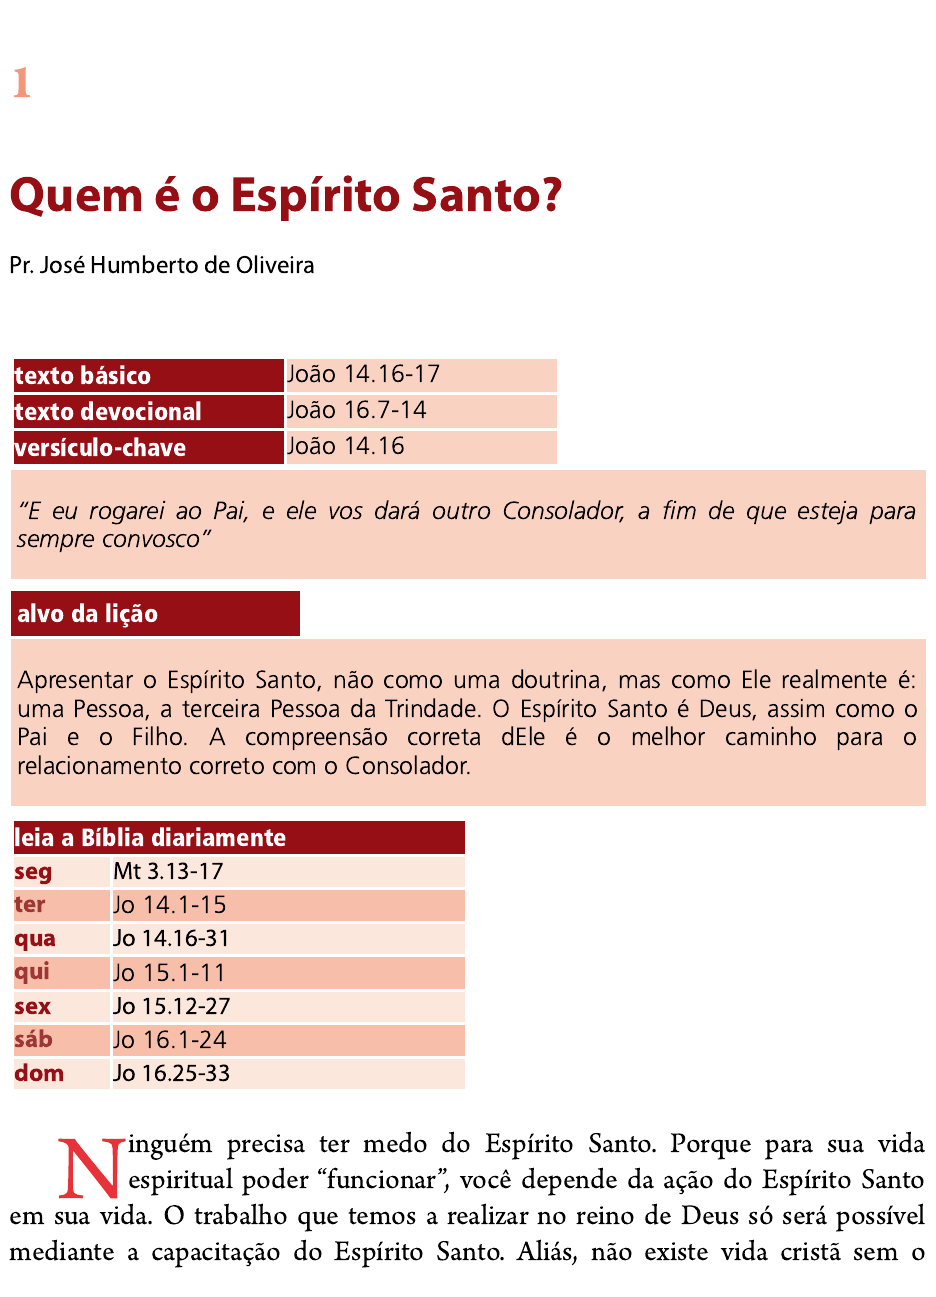 1
Quem é o Espírito Santo?
Pr. José Humberto de Oliveira
texto básico João 14.16-17
texto devocional João 16.7-14
versículo-chave João 14.16
“E eu rogarei ao Pai, e ele vos dará outro Consolador, a fim de que esteja para
sempre convosco”
alvo da lição
Apresentar o Espírito Santo, não como uma doutrina, mas como Ele realmente é:
uma Pessoa, a terceira Pessoa da Trindade. O Espírito Santo é Deus, assim como o
Pai e o Filho. A compreensão correta dEle é o melhor caminho para o
relacionamento correto com o Consolador.
leia a Bíblia diariamente
seg Mt 3.13-17
ter Jo 14.1-15
qua Jo 14.16-31
qui Jo 15.1-11
sex Jo 15.12-27
sáb Jo 16.1-24
dom Jo 16.25-33
Ninguém precisa ter medo do Espírito Santo. Porque para sua vida
espiritual poder “funcionar”, você depende da ação do Espírito Santo
em sua vida. O trabalho que temos a realizar no reino de Deus só será possível
mediante a capacitação do Espírito Santo. Aliás, não existe vida cristã sem o